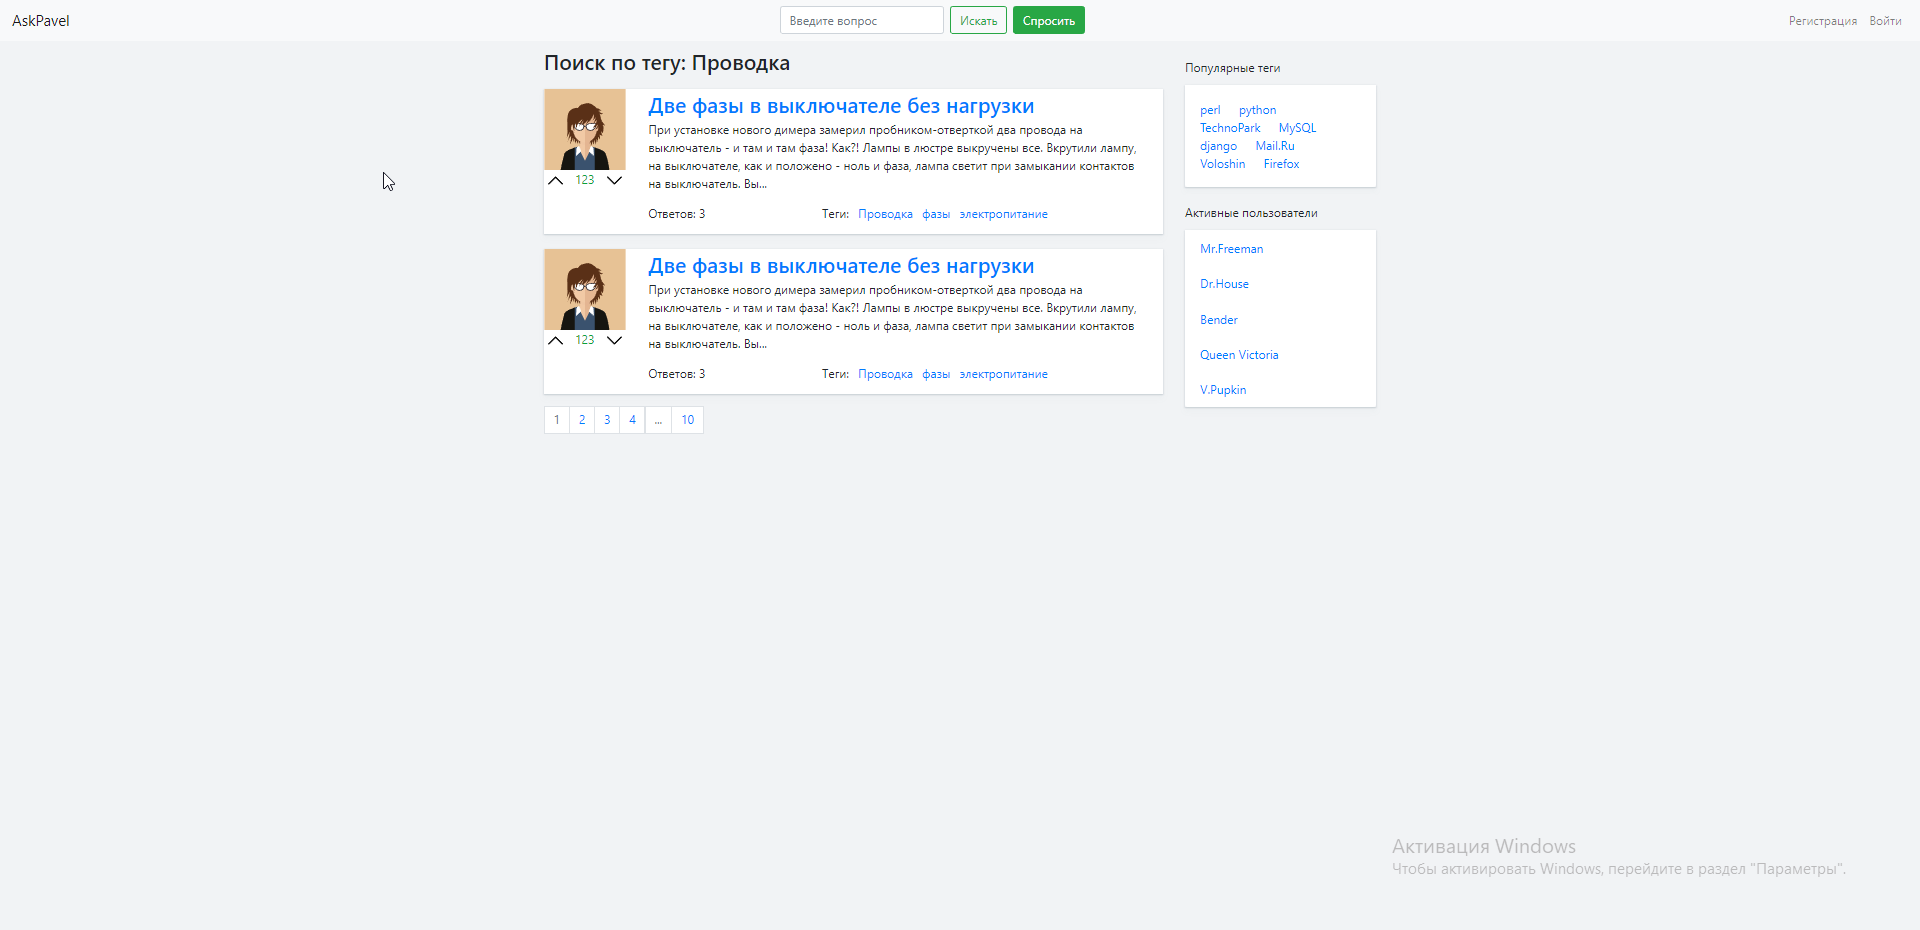 AskPavel
Введите вопрос
Искать
Спросить
Регистрация
Войти
Поиск по тегу: Проводка
Две фазы в выключателе без нагрузки
При установке нового димера замерил пробником-отверткой два провода на
выключатель - и там и там фаза! Как?! Лампы в люстре выкручены все. Вкрутили лампу,
на выключателе, как и положено - ноль и фаза, лампа светит при замыкании контактов
на выключатель. Вы...
123
Ответов: 3
Теги: Проводка фазы электропитание
Две фазы в выключателе без нагрузки
При установке нового димера замерил пробником-отверткой два провода на
выключатель - и там и там фаза! Как?! Лампы в люстре выкручены все. Вкрутили лампу,
на выключателе, как и положено - ноль и фаза, лампа светит при замыкании контактов
на выключатель. Вы...
123
Ответов: 3
Теги: Проводка фазы электропитание
1 2 3 4 ... 10
Популярные теги
perl python
TechnoPark MySQL
django Mail.Ru
Voloshin Firefox
Активные пользователи
Mr.Freeman
Dr.House
Bender
Queen Victoria
V.Pupkin
Активация Windows
Чтобы активировать Windows, перейдите в раздел "Параметры".